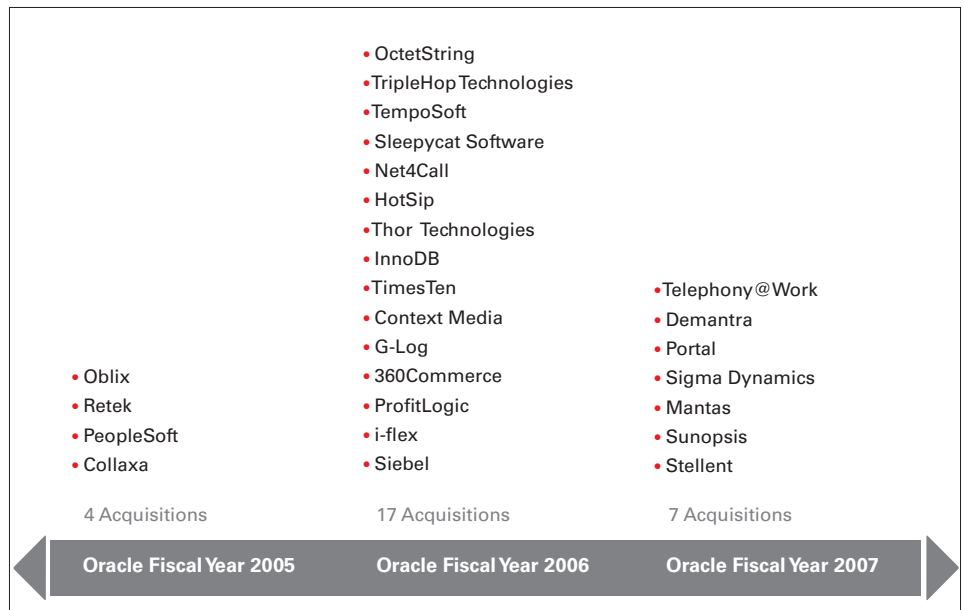 • OctetString
•TripleHop Technologies
•TempoSoft
• Sleepycat Software
• Net4Call
• HotSip
•Thor Technologies
• InnoDB
•TimesTen
• Context Media
• G-Log
• 360Commerce
• ProfitLogic
• i-flex
• Siebel
• Oblix
• Retek
• PeopleSoft
• Collaxa
•Telephony@Work
• Demantra
• Portal
• Sigma Dynamics
• Mantas
• Sunopsis
• Stellent
4 Acquisitions
17 Acquisitions
7 Acquisitions
Oracle Fiscal Year 2005
Oracle Fiscal Year 2006
Oracle Fiscal Year 2007